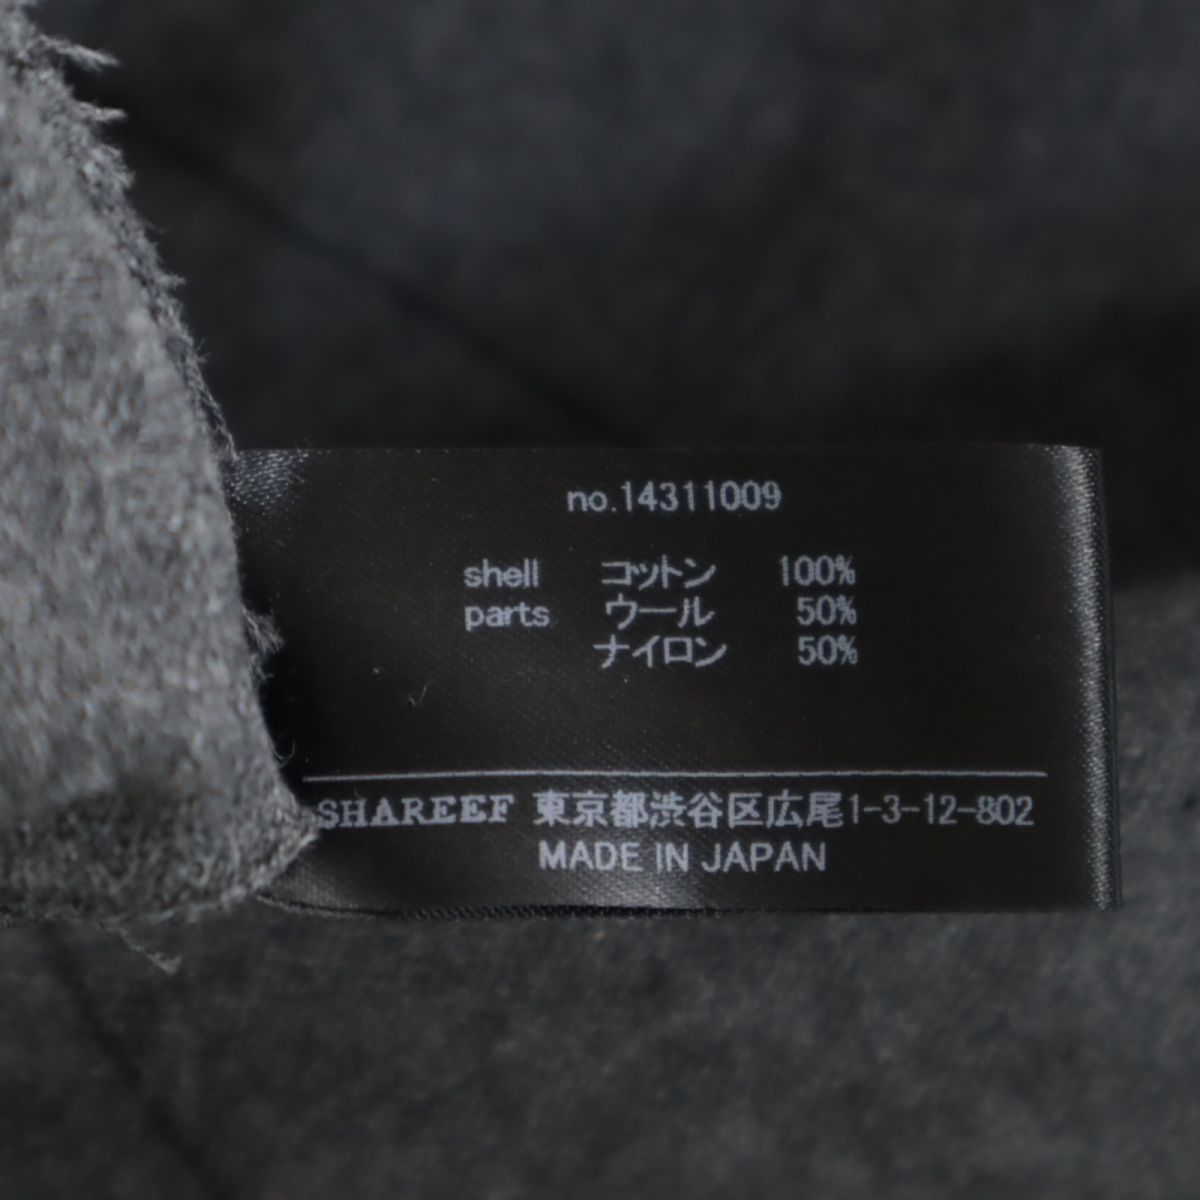 no.14311009
shell コットン 100%
parts ウール 50%
ナイロン 50%
SHAREEF 東京都渋谷区広尾1-3-12-802
MADE IN JAPAN